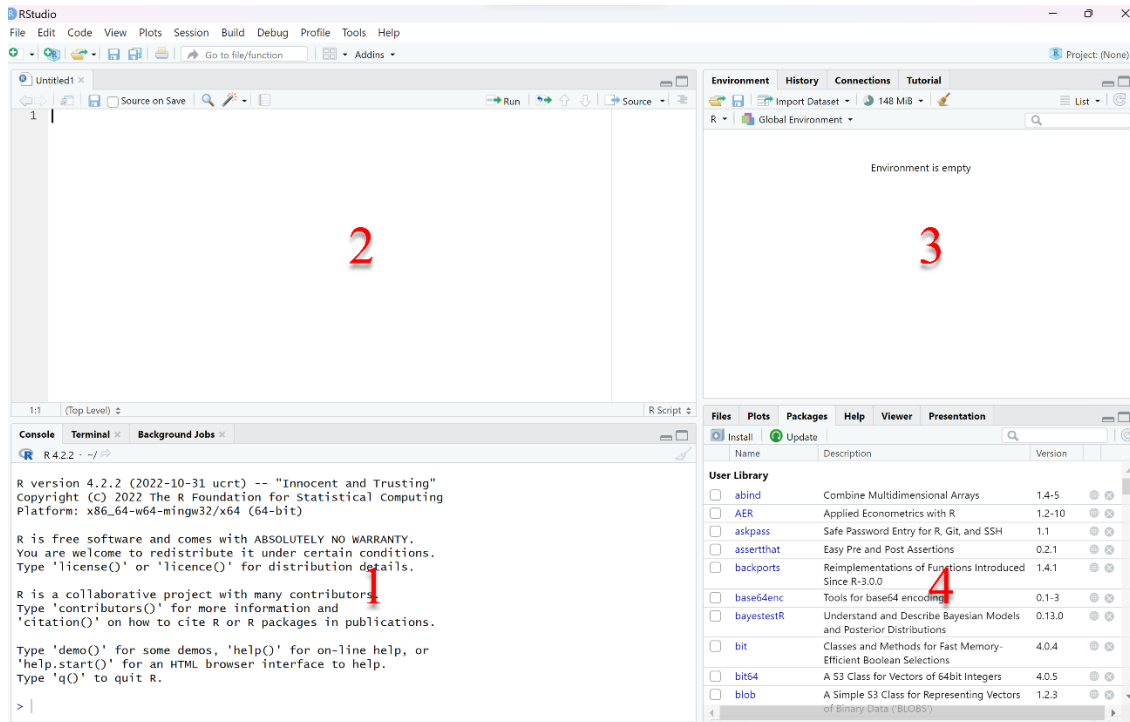 RStudio
File Edit Code View Plots Session Build Debug Profile Tools Help
Go to file/function Addins Project: (None)
Untitled1
Source on Save Run Source
1
2
1:1 (Top Level) R Script
Console Terminal Background Jobs
R 4.2.2 · ~/
R version 4.2.2 (2022-10-31 ucrt) -- "Innocent and Trusting"
Copyright (C) 2022 The R Foundation for Statistical Computing
Platform: x86_64-w64-mingw32/x64 (64-bit)
R is free software and comes with ABSOLUTELY NO WARRANTY.
You are welcome to redistribute it under certain conditions.
Type 'license()' or 'licence()' for distribution details.
1
R is a collaborative project with many contributors.
Type 'contributors()' for more information and
'citation()' on how to cite R or R packages in publications.
Type 'demo()' for some demos, 'help()' for on-line help, or
'help.start()' for an HTML browser interface to help.
Type 'q()' to quit R.
>
Environment History Connections Tutorial
Import Dataset 148 MiB List
R Global Environment
Environment is empty
3
Files Plots Packages Help Viewer Presentation
Install Update
Name Description Version
User Library
abind Combine Multidimensional Arrays 1.4-5
AER Applied Econometrics with R 1.2-10
askpass Safe Password Entry for R, Git, and SSH 1.1
assertthat Easy Pre and Post Assertions 0.2.1
backports Reimplementations of Functions Introduced 1.4.1
Since R-3.0.0
4
base64enc Tools for base64 encoding 0.1-3
bayestestR Understand and Describe Bayesian Models 0.13.0
and Posterior Distributions
bit Classes and Methods for Fast Memory- 4.0.4
Efficient Boolean Selections
bit64 A S3 Class for Vectors of 64bit Integers 4.0.5
blob A Simple S3 Class for Representing Vectors 1.2.3
of Binary Data ('BLOBS')